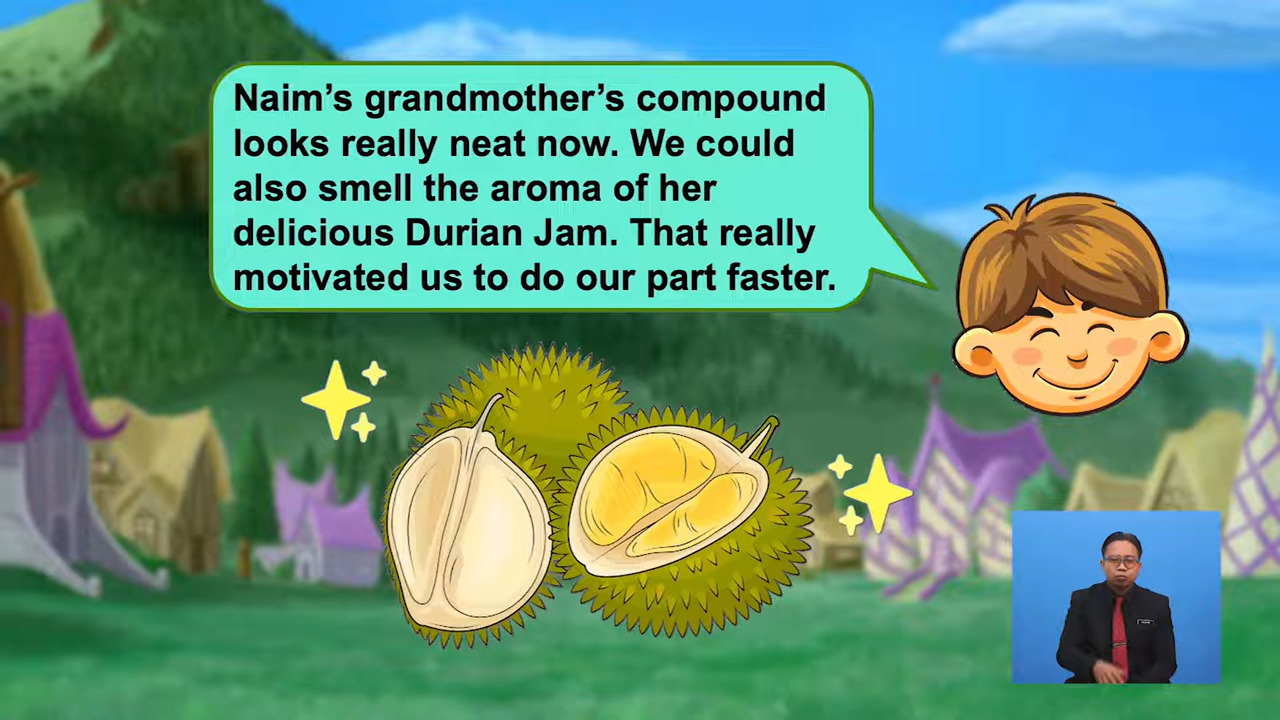 Naim’s grandmother’s compound
looks really neat now. We could
also smell the aroma of her
delicious Durian Jam. That really
motivated us to do our part faster.